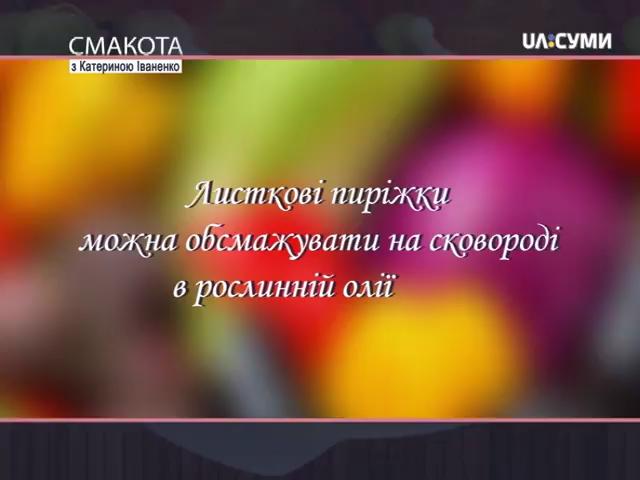 СМАКОТА
з Катериною Іваненко
UA:СУМИ
Листкові пиріжки
можна обсмажувати на сковороді
в рослинній олії